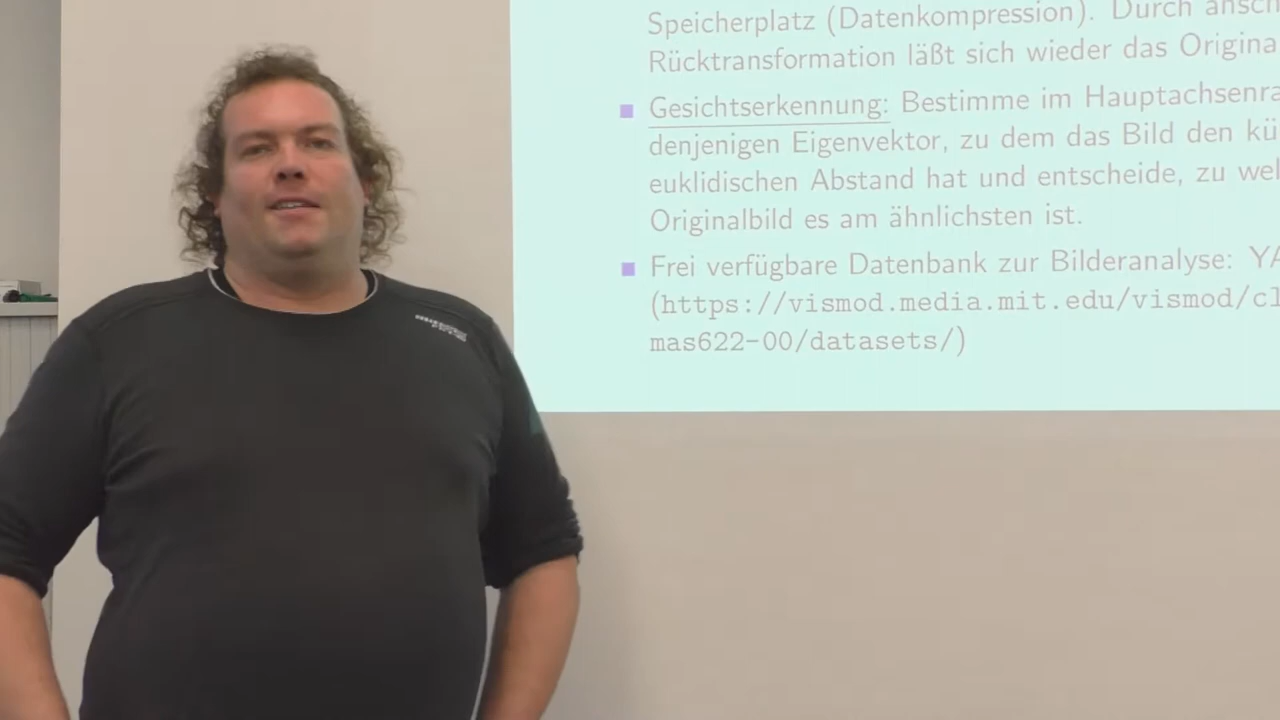 Speicherplatz (Datenkompression). Durch ansch
Rücktransformation läßt sich wieder das Origina
Gesichtserkennung: Bestimme im Hauptachsenra
denjenigen Eigenvektor, zu dem das Bild den kü
euklidischen Abstand hat und entscheide, zu wel
Originalbild es am ähnlichsten ist.
Frei verfügbare Datenbank zur Bilderanalyse: YA
(https://vismod.media.mit.edu/vismod/cl
mas622-00/datasets/)